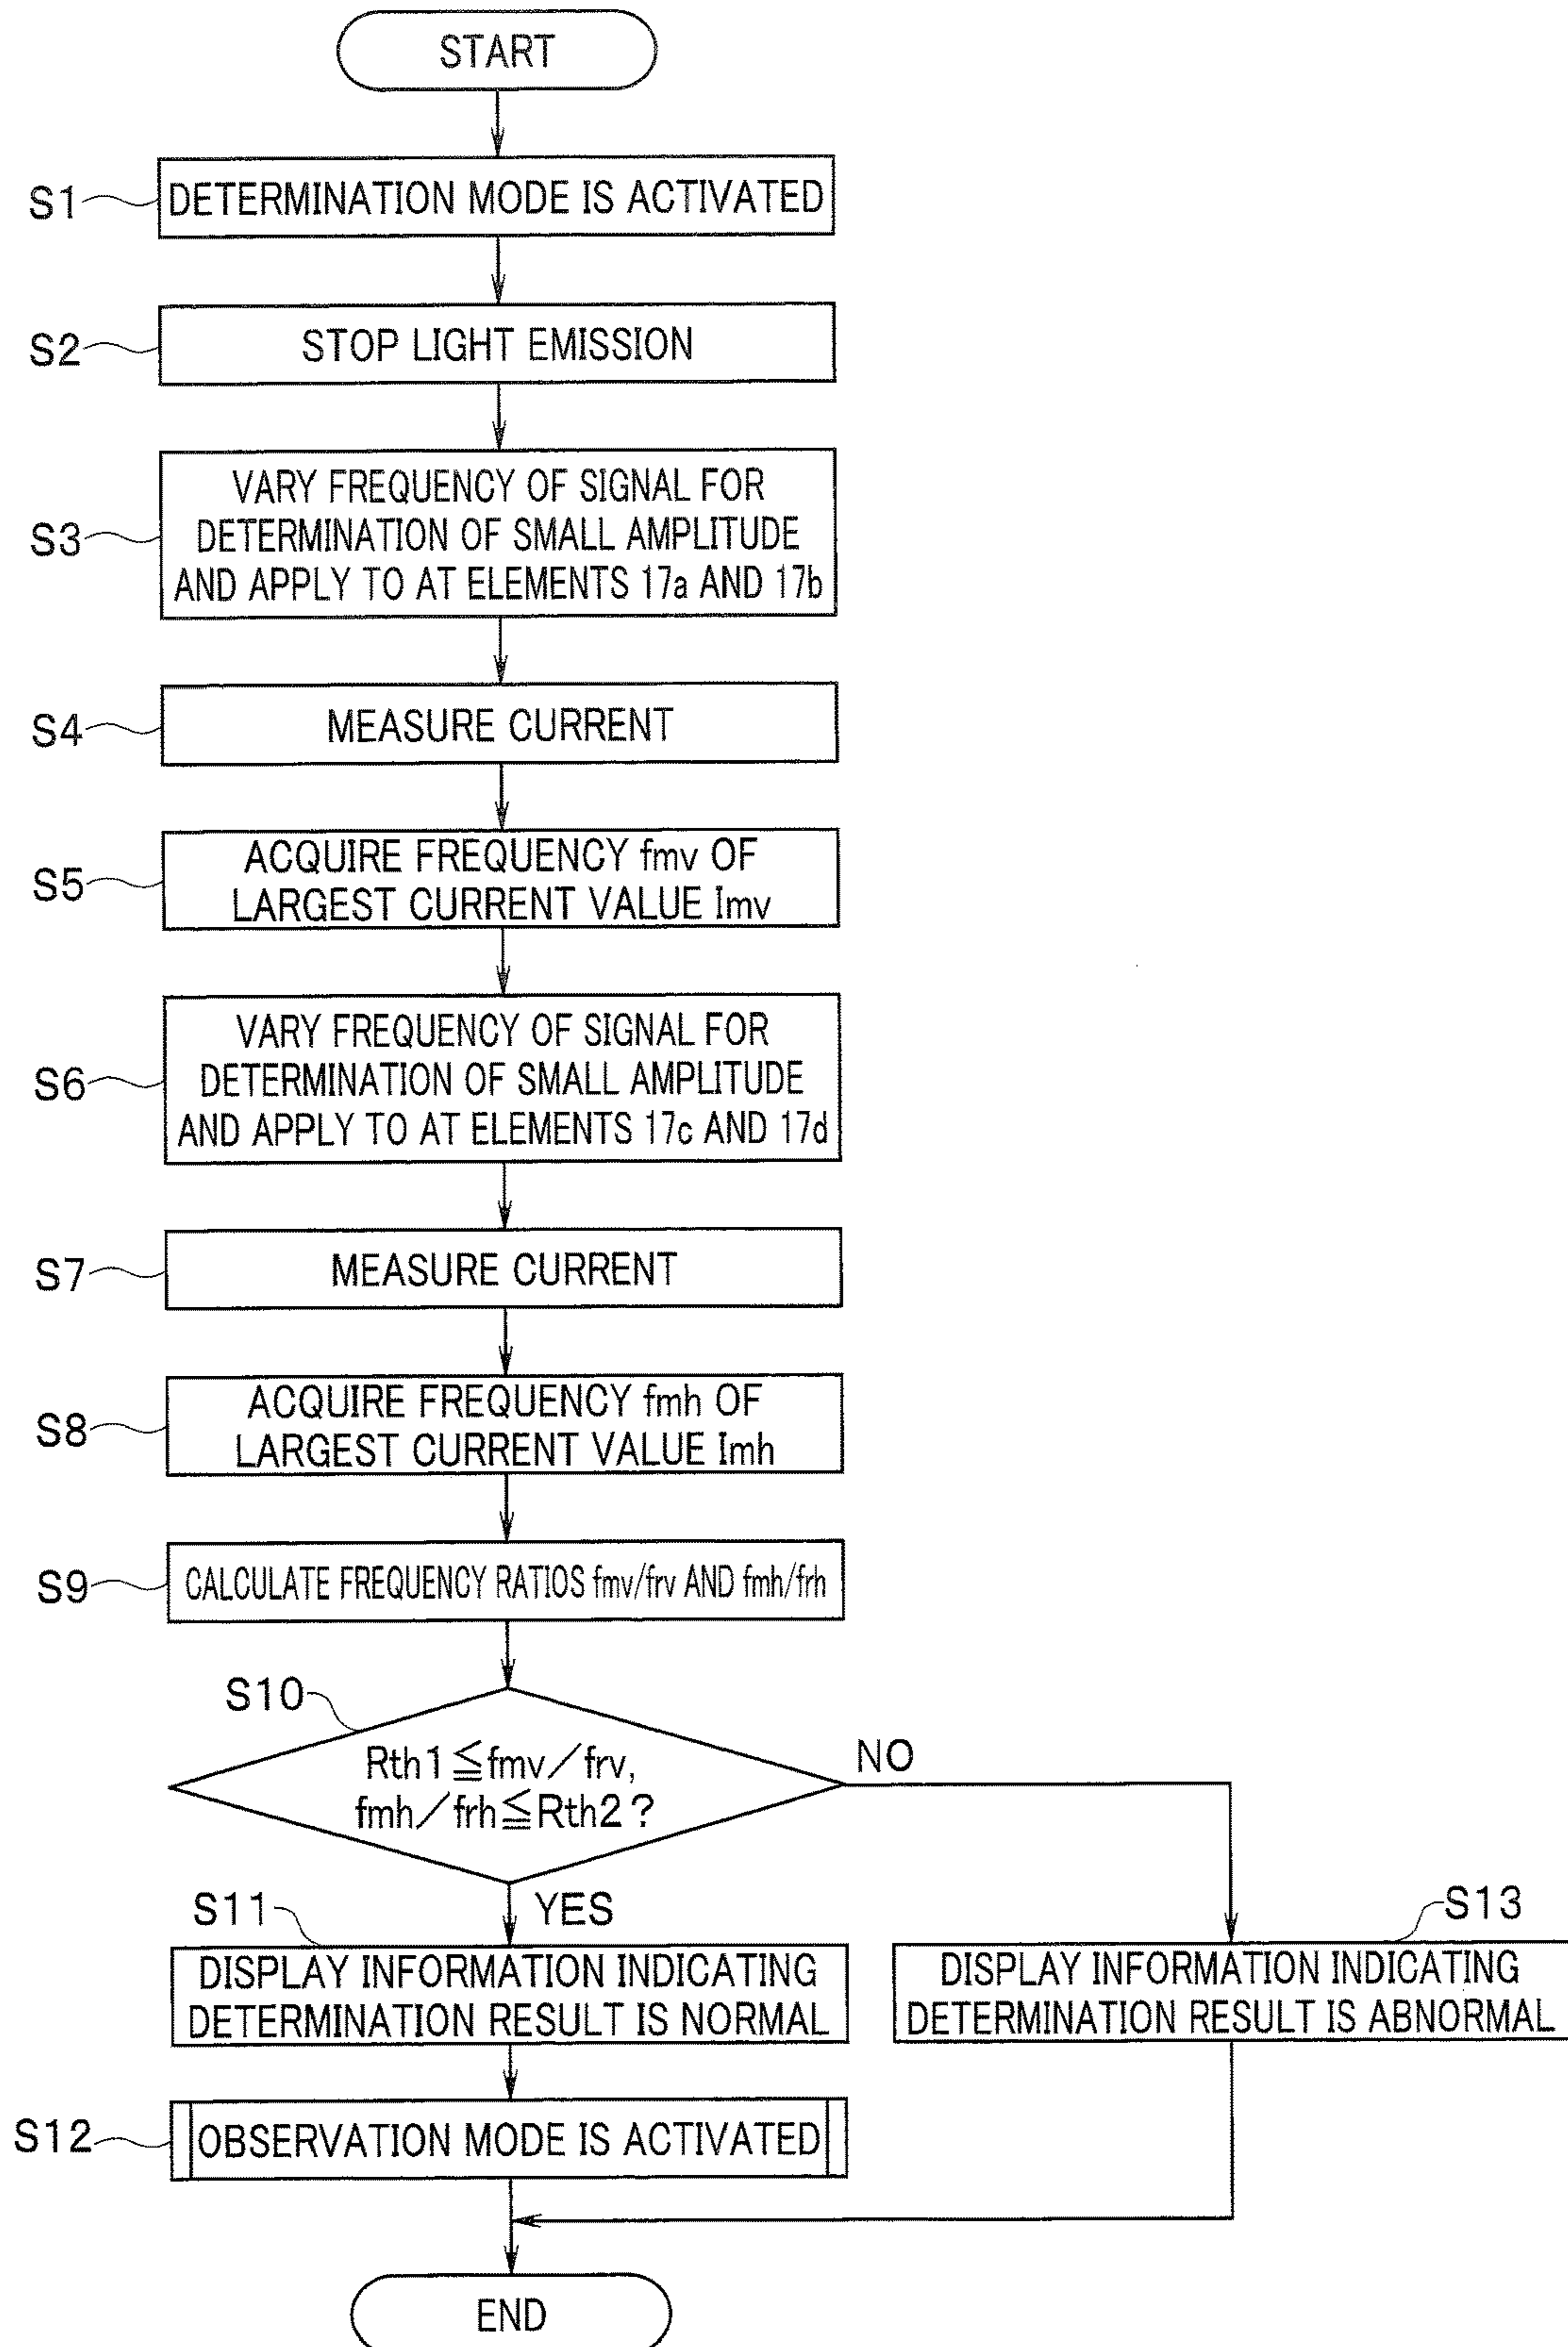 START
S1
DETERMINATION MODE IS ACTIVATED
S2
STOP LIGHT EMISSION
S3
VARY FREQUENCY OF SIGNAL FOR
DETERMINATION OF SMALL AMPLITUDE
AND APPLY TO AT ELEMENTS 17a AND 17b
S4
MEASURE CURRENT
S5
ACQUIRE FREQUENCY fmv OF
LARGEST CURRENT VALUE Imv
S6
VARY FREQUENCY OF SIGNAL FOR
DETERMINATION OF SMALL AMPLITUDE
AND APPLY TO AT ELEMENTS 17c AND 17d
S7
MEASURE CURRENT
S8
ACQUIRE FREQUENCY fmh OF
LARGEST CURRENT VALUE Imh
S9
CALCULATE FREQUENCY RATIOS fmv/frv AND fmh/frh
S10
Rth1≦fmv/frv,
fmh/frh≦Rth2?
NO
YES
S11
DISPLAY INFORMATION INDICATING
DETERMINATION RESULT IS NORMAL
S13
DISPLAY INFORMATION INDICATING
DETERMINATION RESULT IS ABNORMAL
S12
OBSERVATION MODE IS ACTIVATED
END